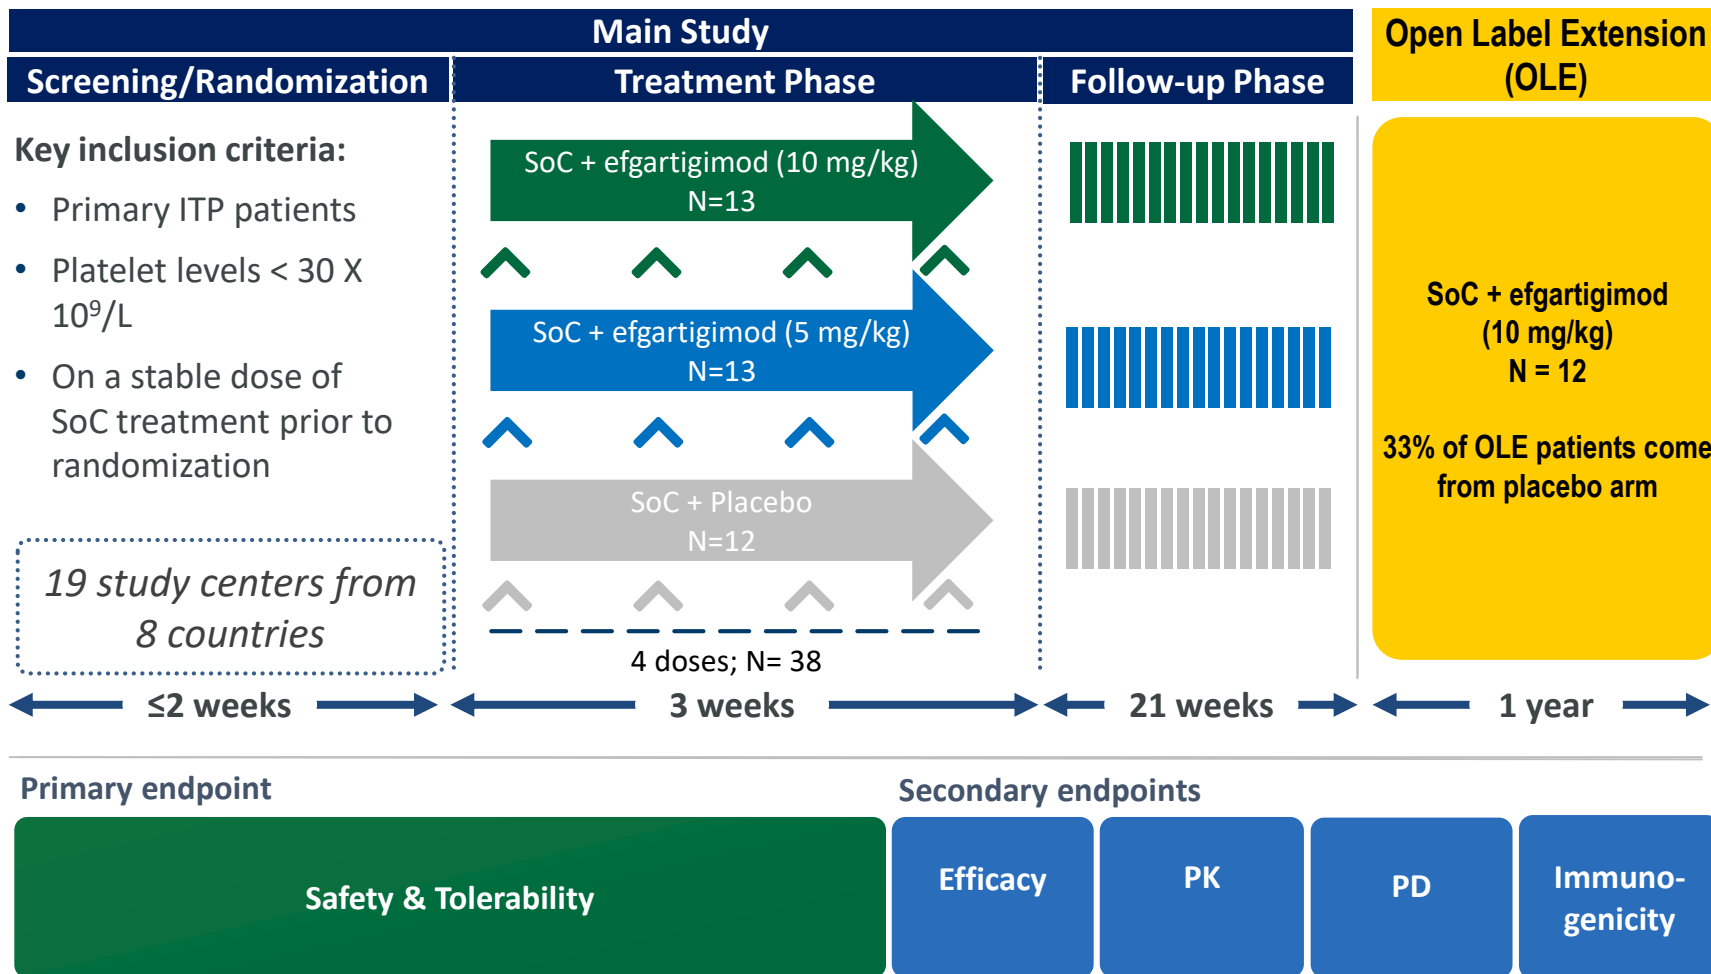 Main Study
Open Label Extension
(OLE)
Screening/Randomization
Treatment Phase
Follow-up Phase
Key inclusion criteria:
• Primary ITP patients
• Platelet levels < 30 X
10⁹/L
• On a stable dose of
SoC treatment prior to
randomization
19 study centers from
8 countries
SoC + efgartigimod (10 mg/kg)
N=13
SoC + efgartigimod (5 mg/kg)
N=13
SoC + Placebo
N=12
4 doses; N= 38
SoC + efgartigimod
(10 mg/kg)
N = 12
33% of OLE patients come
from placebo arm
≤2 weeks
3 weeks
21 weeks
1 year
Primary endpoint
Secondary endpoints
Safety & Tolerability
Efficacy
PK
PD
Immuno-
genicity